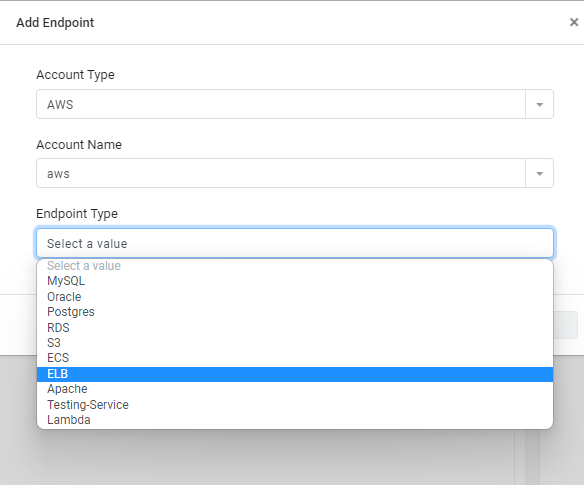 Add Endpoint ×
Account Type
AWS
Account Name
aws
Endpoint Type
Select a value
Select a value
MySQL
Oracle
Postgres
RDS
S3
ECS
ELB
Apache
Testing-Service
Lambda